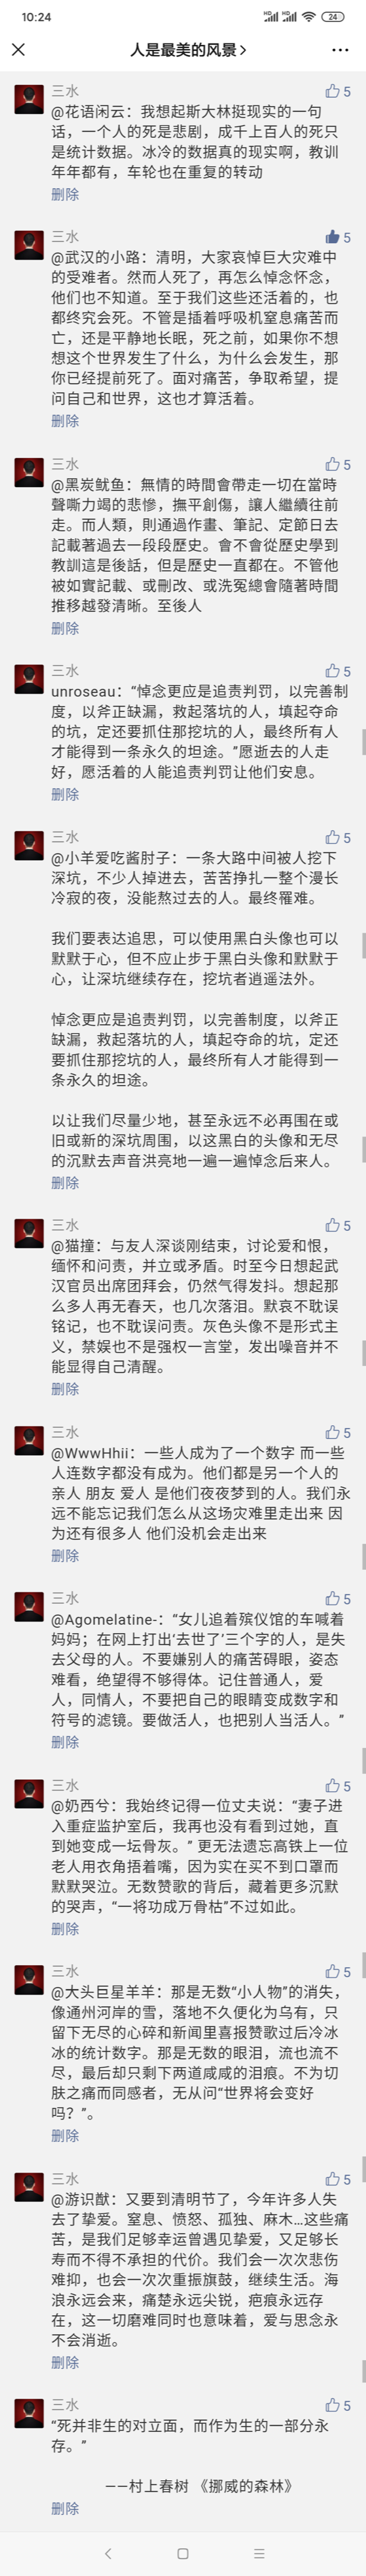 10:24
HD HD 24
人是最美的风景
三水
5
@花语闲云：我想起斯大林挺现实的一句
话，一个人的死是悲剧，成千上百人的死只
是统计数据。冰冷的数据真的现实啊，教训
年年都有，车轮也在重复的转动
删除
三水
5
@武汉的小路：清明，大家哀悼巨大灾难中
的受难者。然而人死了，再怎么悼念怀念，
他们也不知道。至于我们这些还活着的，也
都终究会死。不管是插着呼吸机窒息痛苦而
亡，还是平静地长眠，死之前，如果你不想
想这个世界发生了什么，为什么会发生，那
你已经提前死了。面对痛苦，争取希望，提
问自己和世界，这也才算活着。
删除
三水
5
@黑炭鱿鱼：無情的時間會帶走一切在當時
聲嘶力竭的悲慘，撫平創傷，讓人繼續往前
走。而人類，則通過作畫、筆記、定節日去
記載著過去一段段歷史。會不會從歷史學到
教訓這是後話，但是歷史一直都在。不管他
被如實記載、或刪改、或洗冤總會隨著時間
推移越發清晰。至後人
删除
三水
5
unroseau：“悼念更应是追责判罚，以完善制
度，以斧正缺漏，救起落坑的人，填起夺命
的坑，定还要抓住那挖坑的人，最终所有人
才能得到一条永久的坦途。”愿逝去的人走
好，愿活着的人能追责判罚让他们安息。
删除
三水
5
@小羊爱吃酱肘子：一条大路中间被人挖下
深坑，不少人掉进去，苦苦挣扎一整个漫长
冷寂的夜，没能熬过去的人。最终罹难。
我们要表达追思，可以使用黑白头像也可以
默默于心，但不应止步于黑白头像和默默于
心，让深坑继续存在，挖坑者逍遥法外。
悼念更应是追责判罚，以完善制度，以斧正
缺漏，救起落坑的人，填起夺命的坑，定还
要抓住那挖坑的人，最终所有人才能得到一
条永久的坦途。
以让我们尽量少地，甚至永远不必再围在或
旧或新的深坑周围，以这黑白的头像和无尽
的沉默去声音洪亮地一遍一遍悼念后来人。
删除
三水
5
@猫撞：与友人深谈刚结束，讨论爱和恨，
缅怀和问责，并立或矛盾。时至今日想起武
汉官员出席团拜会，仍然气得发抖。想起那
么多人再无春天，也几次落泪。默哀不耽误
铭记，也不耽误问责。灰色头像不是形式主
义，禁娱也不是强权一言堂，发出噪音并不
能显得自己清醒。
删除
三水
5
@WwwHhii：一些人成为了一个数字 而一些
人连数字都没有成为。他们都是另一个人的
亲人 朋友 爱人 是他们夜夜梦到的人。我们永
远不能忘记我们怎么从这场灾难里走出来 因
为还有很多人 他们没机会走出来
删除
三水
5
@Agomelatine-：“女儿追着殡仪馆的车喊着
妈妈；在网上打出‘去世了’三个字的人，是失
去父母的人。不要嫌别人的痛苦碍眼，姿态
难看，绝望得不够得体。记住普通人，爱
人，同情人，不要把自己的眼睛变成数字和
符号的滤镜。要做活人，也把别人当活人。”
删除
三水
5
@奶西兮：我始终记得一位丈夫说：“妻子进
入重症监护室后，我再也没有看到过她，直
到她变成一坛骨灰。” 更无法遗忘高铁上一位
老人用衣角捂着嘴，因为实在买不到口罩而
默默哭泣。无数赞歌的背后，藏着更多沉默
的哭声，“一将功成万骨枯”不过如此。
删除
三水
5
@大头巨星羊羊：那是无数“小人物”的消失，
像通州河岸的雪，落地不久便化为乌有，只
留下无尽的心碎和新闻里喜报赞歌过后冷冰
冰的统计数字。那是无数的眼泪，流也流不
尽，最后却只剩下两道咸咸的泪痕。不为切
肤之痛而同感者，无从问“世界将会变好
吗？”。
删除
三水
5
@游识猷：又要到清明节了，今年许多人失
去了挚爱。窒息、愤怒、孤独、麻木…这些痛
苦，是我们足够幸运曾遇见挚爱，又足够长
寿而不得不承担的代价。我们会一次次悲伤
难抑，也会一次次重振旗鼓，继续生活。海
浪永远会来，痛楚永远尖锐，疤痕永远存
在，这一切磨难同时也意味着，爱与思念永
不会消逝。
删除
三水
5
“死并非生的对立面，而作为生的一部分永
存。”
——村上春树 《挪威的森林》
删除